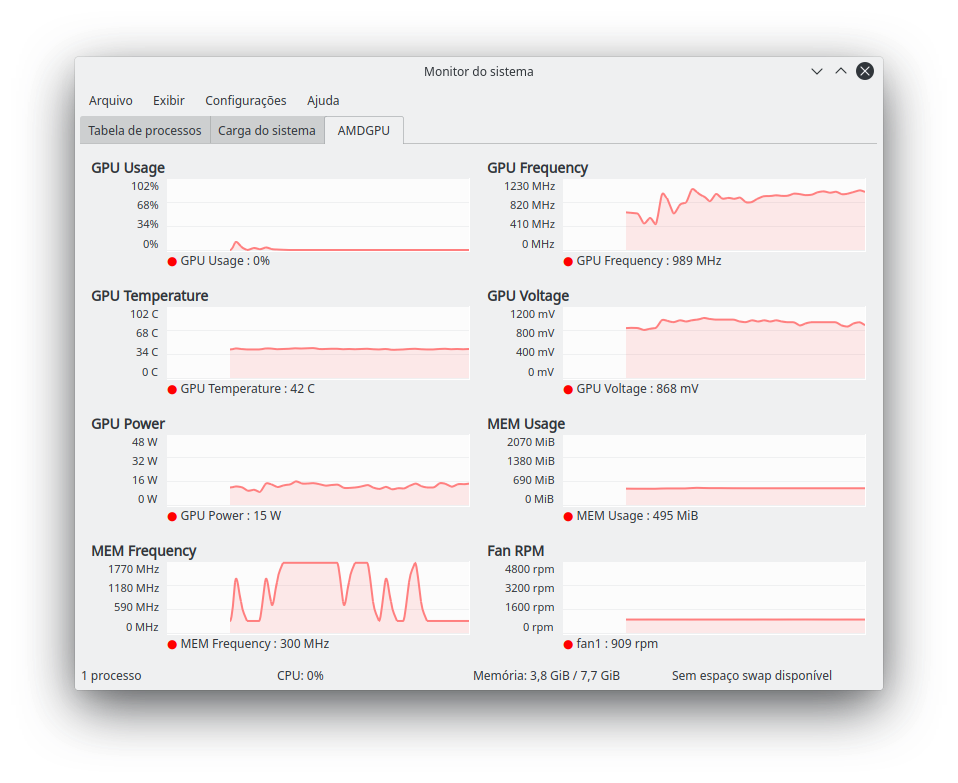 Monitor do sistema
Arquivo Exibir Configurações Ajuda
Tabela de processos Carga do sistema AMDGPU
GPU Usage
102%
68%
34%
0%
GPU Usage : 0%
GPU Frequency
1230 MHz
820 MHz
410 MHz
0 MHz
GPU Frequency : 989 MHz
GPU Temperature
102 C
68 C
34 C
0 C
GPU Temperature : 42 C
GPU Voltage
1200 mV
800 mV
400 mV
0 mV
GPU Voltage : 868 mV
GPU Power
48 W
32 W
16 W
0 W
GPU Power : 15 W
MEM Usage
2070 MiB
1380 MiB
690 MiB
0 MiB
MEM Usage : 495 MiB
MEM Frequency
1770 MHz
1180 MHz
590 MHz
0 MHz
MEM Frequency : 300 MHz
Fan RPM
4800 rpm
3200 rpm
1600 rpm
0 rpm
fan1 : 909 rpm
1 processo CPU: 0% Memória: 3,8 GiB / 7,7 GiB Sem espaço swap disponível